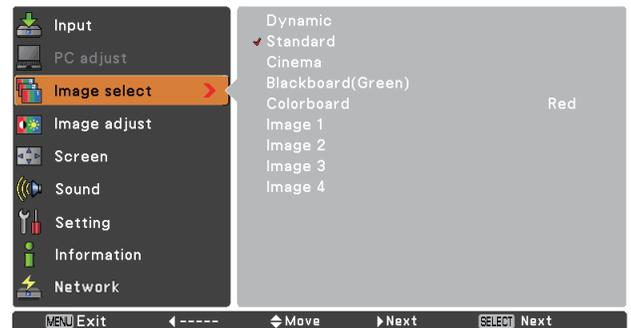 Input
PC adjust
Image select
Image adjust
Screen
Sound
Setting
Information
Network
Dynamic
Standard
Cinema
Blackboard(Green)
Colorboard Red
Image 1
Image 2
Image 3
Image 4
MENU Exit ----- Move Next SELECT Next